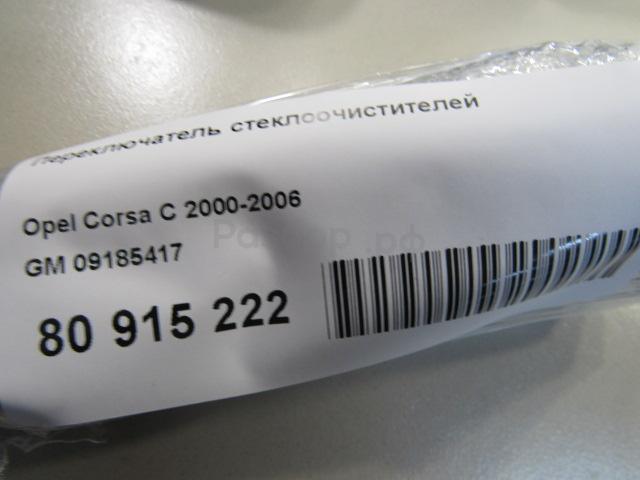 Переключатель стеклоочистителей
Opel Corsa C 2000-2006
GM 09185417
80 915 222